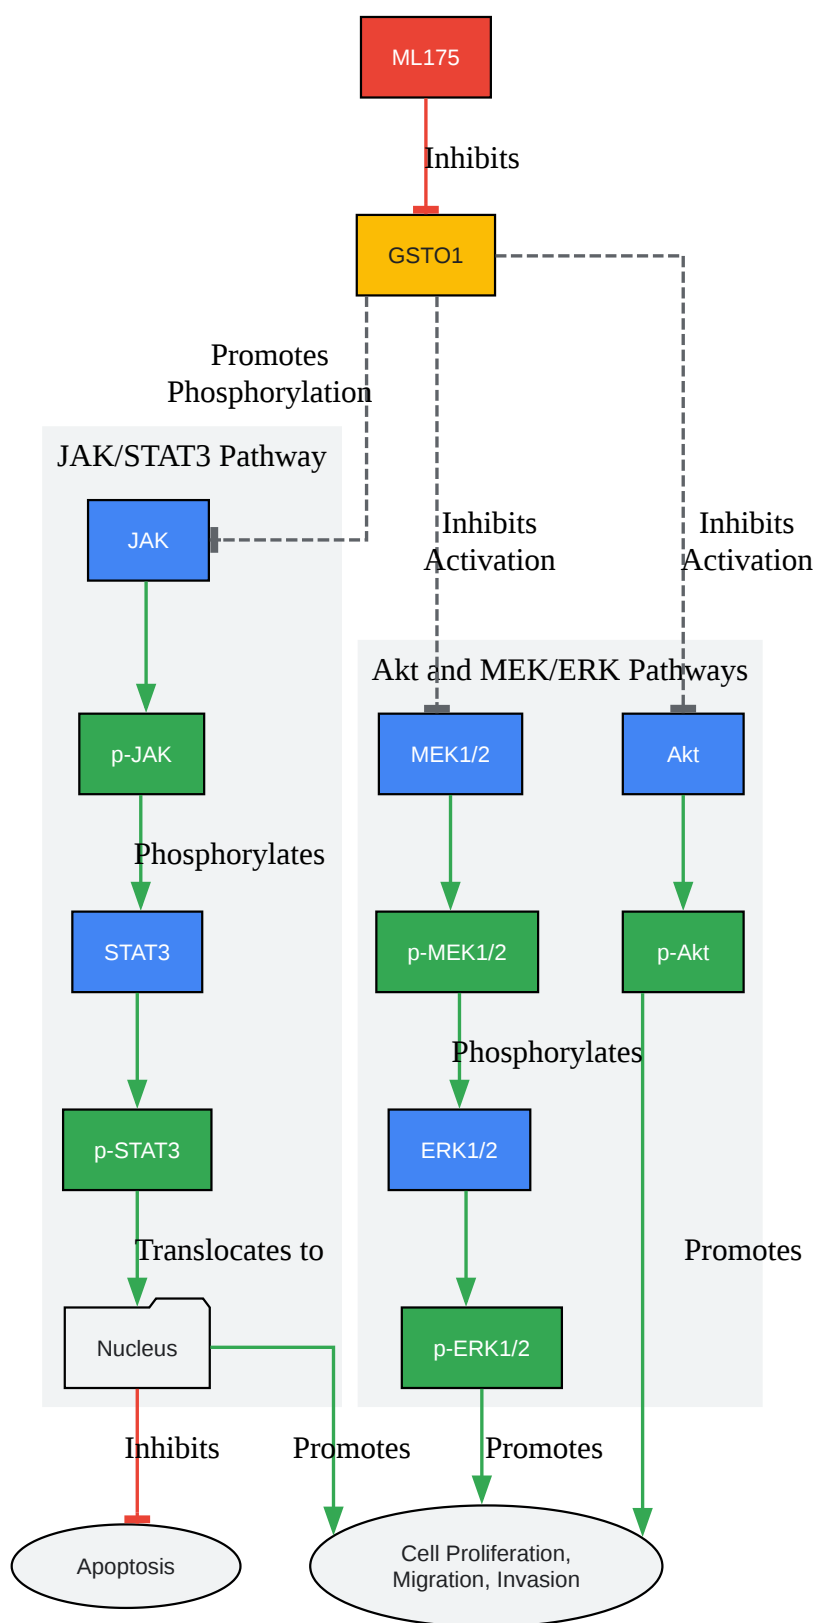 ML175
Inhibits
GSTO1
Promotes
Phosphorylation
JAK/STAT3 Pathway
JAK
Inhibits
Activation
Inhibits
Activation
Akt and MEK/ERK Pathways
p-JAK
MEK1/2
Akt
Phosphorylates
STAT3
p-MEK1/2
p-Akt
Phosphorylates
p-STAT3
ERK1/2
Translocates to
Promotes
Nucleus
p-ERK1/2
Inhibits
Promotes
Promotes
Apoptosis
Cell Proliferation,
Migration, Invasion